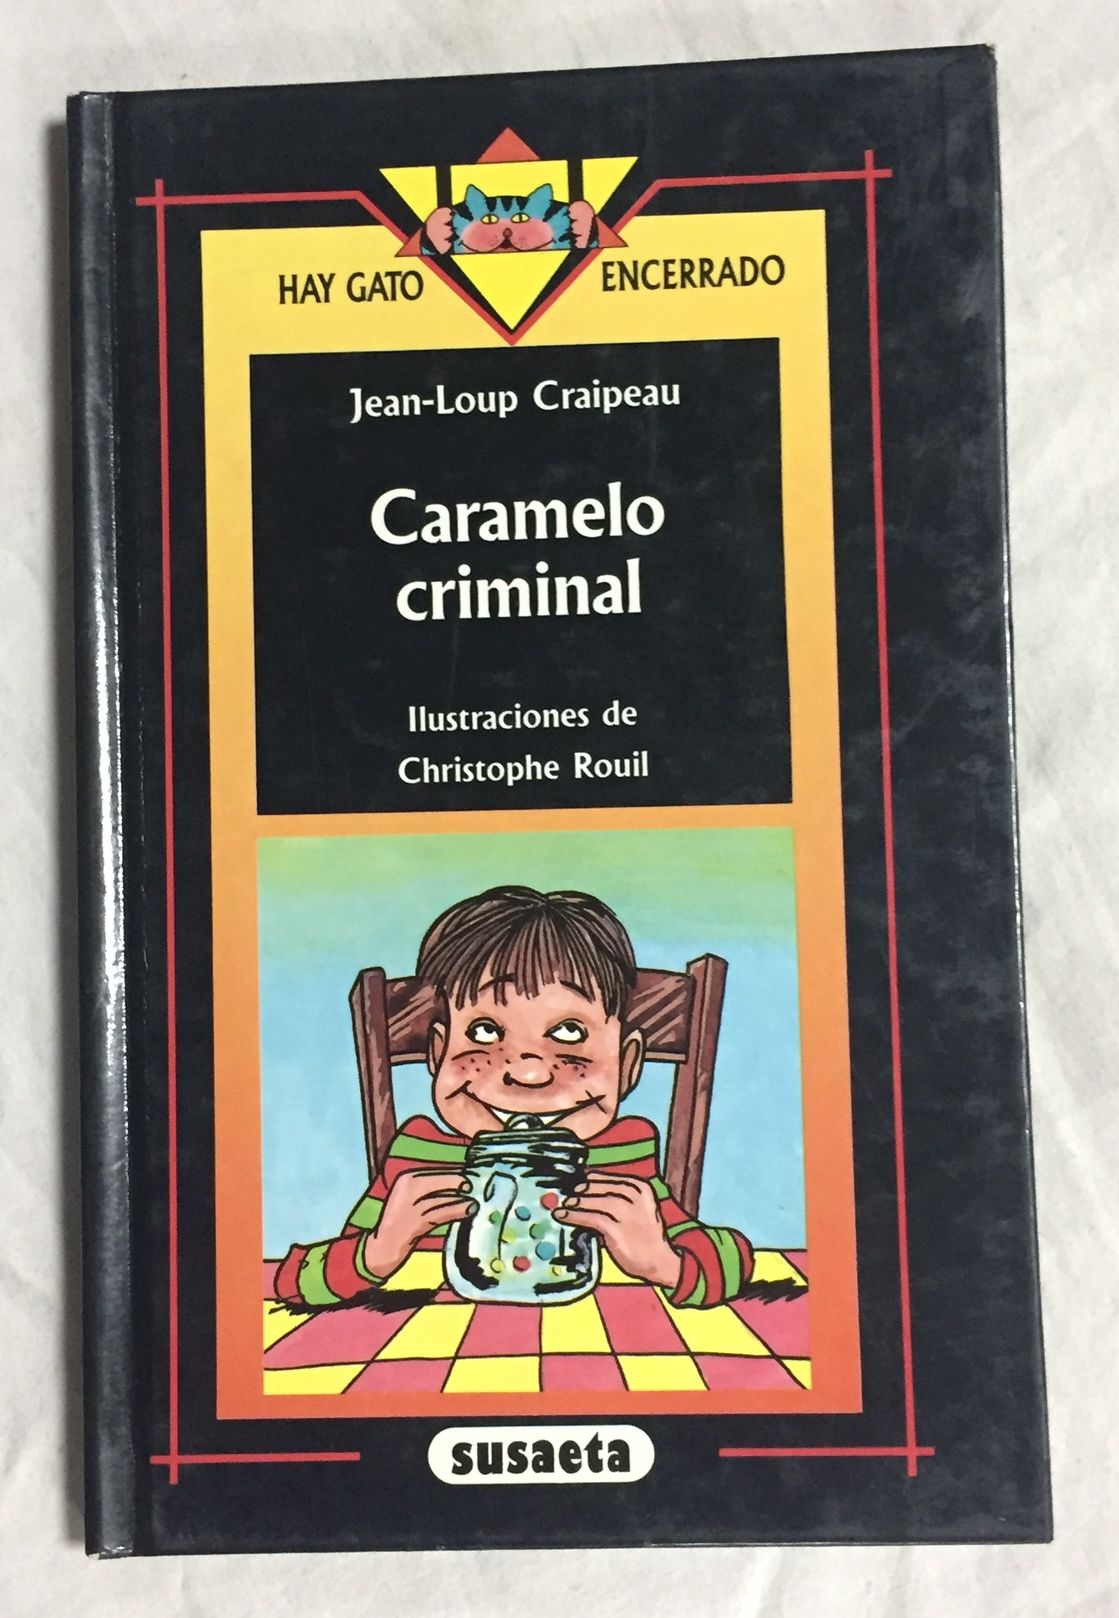 HAY GATO ENCERRADO
Jean-Loup Craipeau
Caramelo
criminal
Ilustraciones de
Christophe Rouil
susaeta